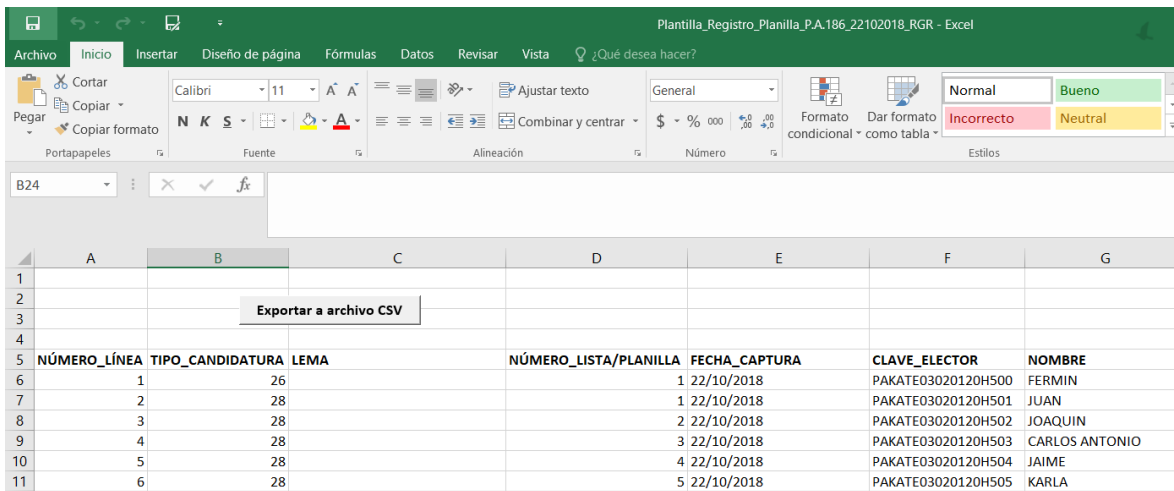 Plantilla_Registro_Planilla_P.A.186_22102018_RGR - Excel
Archivo Inicio Insertar Diseño de página Fórmulas Datos Revisar Vista ¿Qué desea hacer?
Pegar
Cortar
Copiar
Copiar formato
Portapapeles
Calibri 11 A A
N K S A
Fuente
Ajustar texto
Combinar y centrar
Alineación
General
$ % 000 ,00 ,0
Número
Formato condicional
Dar formato como tabla
Normal Bueno
Incorrecto Neutral
Estilos
B24 fx
A B C D E F G
1
2
Exportar a archivo CSV
3
4
5 NÚMERO_LÍNEA TIPO_CANDIDATURA LEMA NÚMERO_LISTA/PLANILLA FECHA_CAPTURA CLAVE_ELECTOR NOMBRE
6 1 26 1 22/10/2018 PAKATE03020120H500 FERMIN
7 2 28 1 22/10/2018 PAKATE03020120H501 JUAN
8 3 28 2 22/10/2018 PAKATE03020120H502 JOAQUIN
9 4 28 3 22/10/2018 PAKATE03020120H503 CARLOS ANTONIO
10 5 28 4 22/10/2018 PAKATE03020120H504 JAIME
11 6 28 5 22/10/2018 PAKATE03020120H505 KARLA